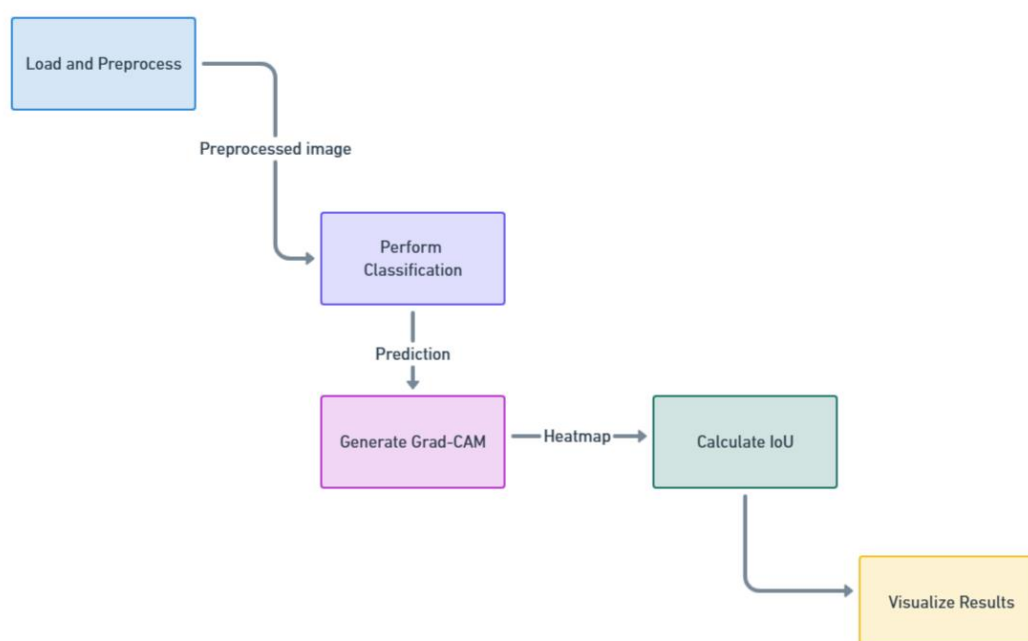 Load and Preprocess
Preprocessed image
Perform
Classification
Prediction
Generate Grad-CAM
Heatmap
Calculate IoU
Visualize Results